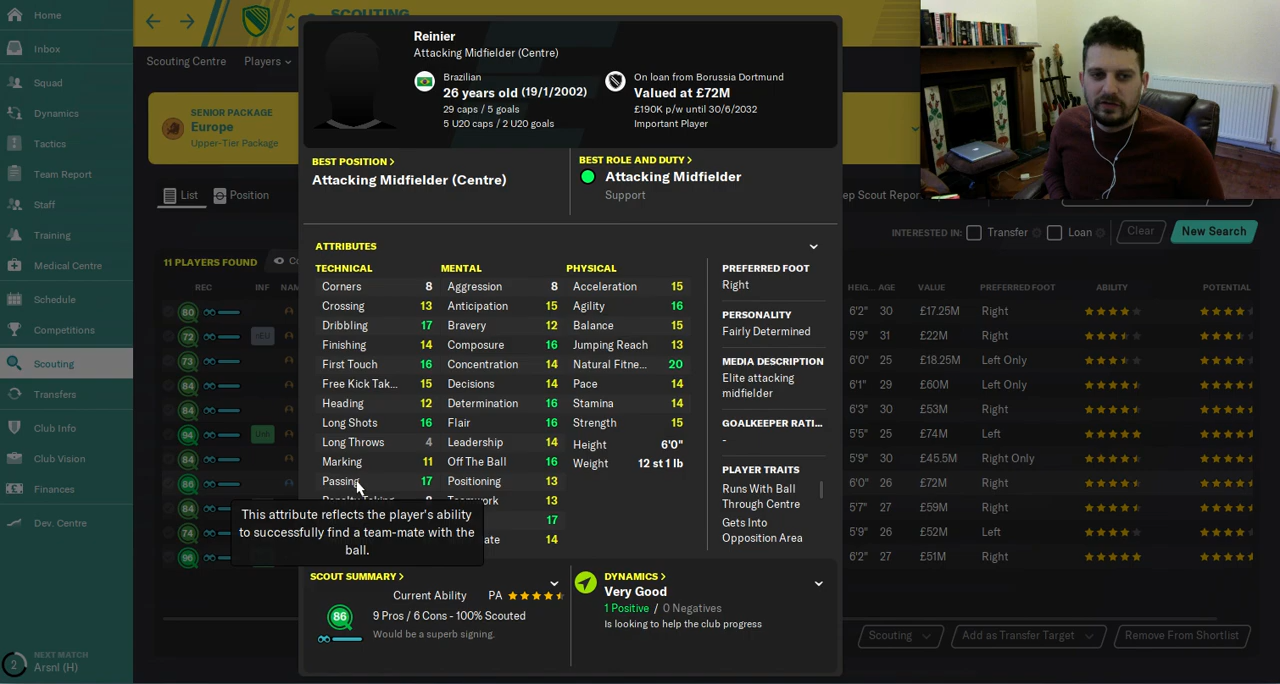 Home
Inbox
Squad
Dynamics
Tactics
Team Report
Staff
Training
Medical Centre
Schedule
Competitions
Scouting
Transfers
Club Info
Club Vision
Finances
Dev. Centre
2
NEXT MATCH
Arsnl (H)
SCOUTING
Scouting Centre
Players
SENIOR PACKAGE
Europe
Upper-Tier Package
List
Position
ep Scout Repor
INTERESTED IN:
Transfer
Loan
Clear
New Search
11 PLAYERS FOUND
Co
REC
INF
NAM
HEIG...
AGE
VALUE
PREFERRED FOOT
ABILITY
POTENTIAL
80
6'2" 30 £17.25M Right
72
nEU
5'9" 31 £22M Right
73
6'0" 25 £18.25M Left Only
84
6'1" 29 £60M Left Only
84
6'3" 30 £53M Right
94
Unh
5'5" 25 £74M Left
84
5'9" 30 £45.5M Right Only
86
6'0" 26 £72M Right
84
5'7" 27 £59M Right
74
5'9" 26 £52M Left
96
6'2" 27 £51M Right
Scouting
Add as Transfer Target
Remove From Shortlist
Reinier
Attacking Midfielder (Centre)
Brazilian
26 years old (19/1/2002)
29 caps / 5 goals
5 U20 caps / 2 U20 goals
On loan from Borussia Dortmund
Valued at £72M
£190K p/w until 30/6/2032
Important Player
BEST POSITION >
Attacking Midfielder (Centre)
BEST ROLE AND DUTY >
Attacking Midfielder
Support
ATTRIBUTES
TECHNICAL
Corners 8
Crossing 13
Dribbling 17
Finishing 14
First Touch 16
Free Kick Tak... 15
Heading 12
Long Shots 16
Long Throws 4
Marking 11
Passing 17
MENTAL
Aggression 8
Anticipation 15
Bravery 12
Composure 16
Concentration 14
Decisions 14
Determination 16
Flair 16
Leadership 14
Off The Ball 16
Positioning 13
Teamwork 13
17
ate 14
PHYSICAL
Acceleration 15
Agility 16
Balance 15
Jumping Reach 13
Natural Fitne... 20
Pace 14
Stamina 14
Strength 15
Height 6'0"
Weight 12 st 1 lb
PREFERRED FOOT
Right
PERSONALITY
Fairly Determined
MEDIA DESCRIPTION
Elite attacking
midfielder
GOALKEEPER RATI...
-
PLAYER TRAITS
Runs With Ball
Through Centre
Gets Into
Opposition Area
This attribute reflects the player's ability
to successfully find a team-mate with the
ball.
SCOUT SUMMARY >
Current Ability PA
86
9 Pros / 6 Cons - 100% Scouted
Would be a superb signing.
DYNAMICS >
Very Good
1 Positive / 0 Negatives
Is looking to help the club progress